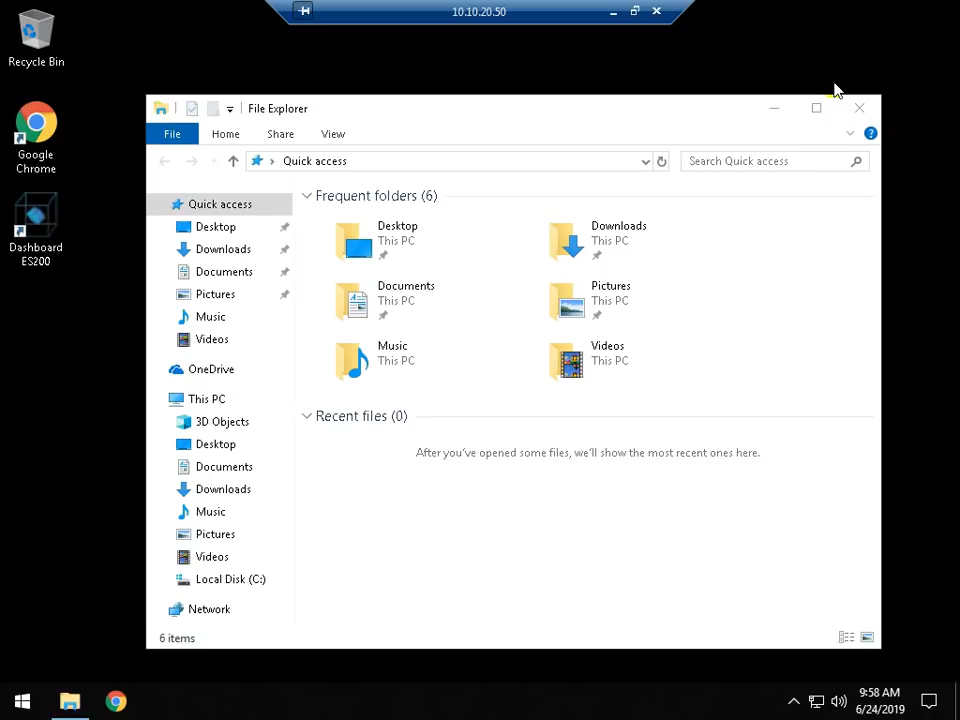 10.10.20.50
Recycle Bin
Google
Chrome
Dashboard
ES200
File Explorer
File Home Share View
Quick access
Search Quick access
Quick access
Desktop
Downloads
Documents
Pictures
Music
Videos
OneDrive
This PC
3D Objects
Desktop
Documents
Downloads
Music
Pictures
Videos
Local Disk (C:)
Network
Frequent folders (6)
Desktop
This PC
Downloads
This PC
Documents
This PC
Pictures
This PC
Music
This PC
Videos
This PC
Recent files (0)
After you've opened some files, we'll show the most recent ones here.
6 items
9:58 AM
6/24/2019